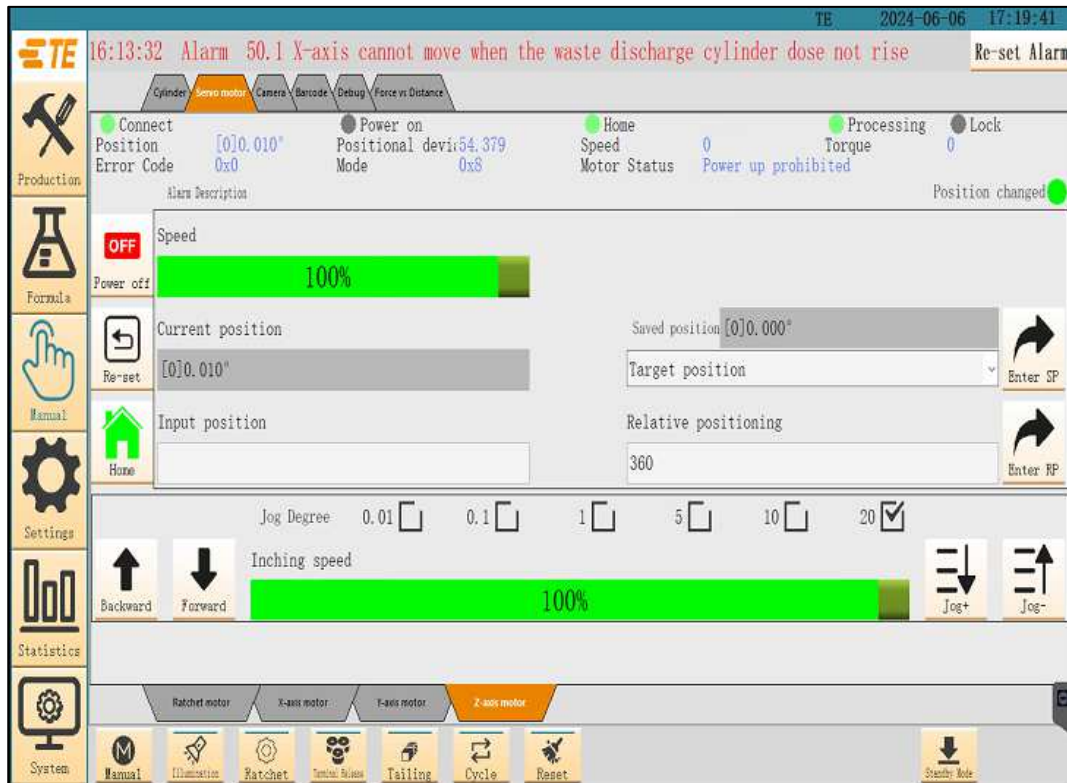 TE 2024-06-06 17:19:41
TE 16:13:32 Alarm 50.1 X-axis cannot move when the waste discharge cylinder dose not rise Re-set Alarm
Cylinder Servo motor Camera Barcode Debug Force vs Distance
Connect Power on Home Processing Lock
Position [0]0.010° Positional devi: 54.379 Speed 0 Torque 0
Error Code 0x0 Mode 0x8 Motor Status Power up prohibited
Alarm Description Position changed
Production
OFF Speed
Power off 100%
Formula
Current position Saved position [0]0.000°
Re-set [0]0.010° Target position Enter SP
Manual
Input position Relative positioning
Home 360 Enter RP
Jog Degree 0.01 0.1 1 5 10 20
Settings
Inching speed
Backward Forward 100% Jog+ Jog-
Statistics
Ratchet motor X-axis motor Y-axis motor Z-axis motor
M
System Manual Illumination Ratchet Terminal Release Tailing Cycle Reset Standby Mode